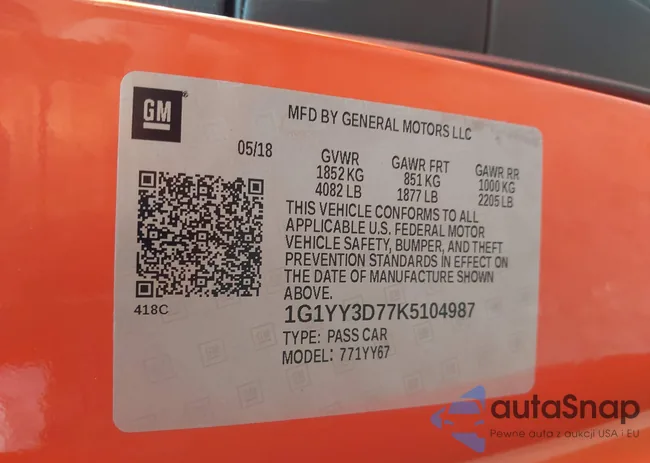 GM
MFD BY GENERAL MOTORS LLC
05/18
GVWR GAWR FRT GAWR RR
1852 KG 851 KG 1000 KG
4082 LB 1877 LB 2205 LB
THIS VEHICLE CONFORMS TO ALL
APPLICABLE U.S. FEDERAL MOTOR
VEHICLE SAFETY, BUMPER, AND THEFT
PREVENTION STANDARDS IN EFFECT ON
THE DATE OF MANUFACTURE SHOWN
ABOVE.
418C
1G1YY3D77K5104987
TYPE: PASS CAR
MODEL: 771YY67
autaSnap
Pewne auta z aukcji USA i EU